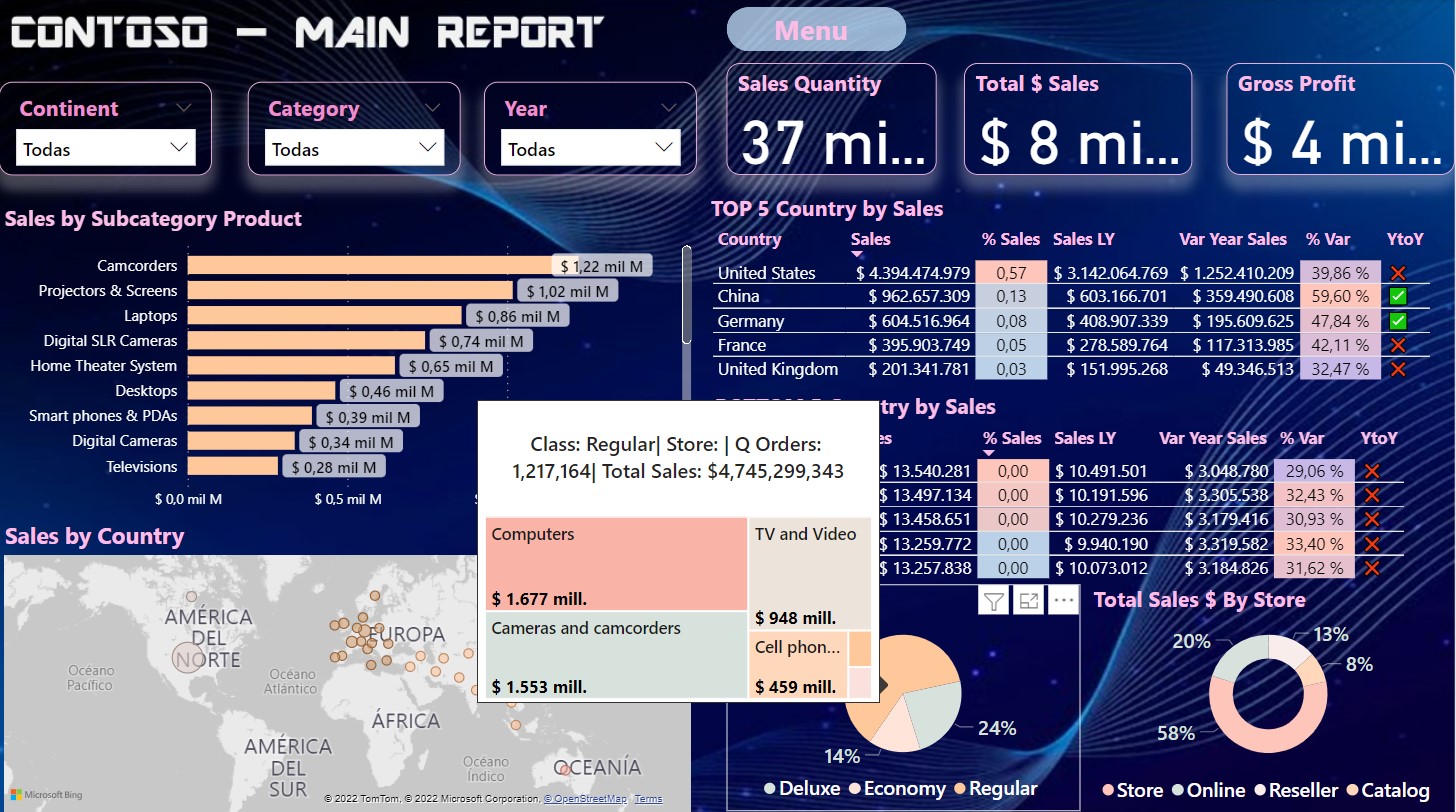 CONTOSO - MAIN REPORT
Menu
Continent
Todas
Category
Todas
Year
Todas
Sales Quantity
37 mi...
Total $ Sales
$ 8 mi...
Gross Profit
$ 4 mi...
Sales by Subcategory Product
Camcorders $ 1,22 mil M
Projectors & Screens $ 1,02 mil M
Laptops $ 0,86 mil M
Digital SLR Cameras $ 0,74 mil M
Home Theater System $ 0,65 mil M
Desktops $ 0,46 mil M
Smart phones & PDAs $ 0,39 mil M
Digital Cameras $ 0,34 mil M
Televisions $ 0,28 mil M
$ 0,0 mil M $ 0,5 mil M
TOP 5 Country by Sales
Country Sales % Sales Sales LY Var Year Sales % Var YtoY
United States $ 4.394.474.979 0,57 $ 3.142.064.769 $ 1.252.410.209 39,86 %
China $ 962.657.309 0,13 $ 603.166.701 $ 359.490.608 59,60 %
Germany $ 604.516.964 0,08 $ 408.907.339 $ 195.609.625 47,84 %
France $ 395.903.749 0,05 $ 278.589.764 $ 117.313.985 42,11 %
United Kingdom $ 201.341.781 0,03 $ 151.995.268 $ 49.346.513 32,47 %
by Sales
% Sales Sales LY Var Year Sales % Var YtoY
$ 13.540.281 0,00 $ 10.491.501 $ 3.048.780 29,06 %
$ 13.497.134 0,00 $ 10.191.596 $ 3.305.538 32,43 %
$ 13.458.651 0,00 $ 10.279.236 $ 3.179.416 30,93 %
$ 13.259.772 0,00 $ 9.940.190 $ 3.319.582 33,40 %
$ 13.257.838 0,00 $ 10.073.012 $ 3.184.826 31,62 %
Class: Regular| Store: | Q Orders:
1,217,164| Total Sales: $4,745,299,343
Computers
$ 1.677 mill.
TV and Video
$ 948 mill.
Cameras and camcorders
$ 1.553 mill.
Cell phon...
$ 459 mill.
Sales by Country
AMÉRICA
DEL
NORTE
EUROPA
Océano
Pacífico
Océano
Atlántico
ÁFRICA
AMÉRICA
DEL
SUR
Océano
Índico
OCEANÍA
Microsoft Bing
© 2022 TomTom, © 2022 Microsoft Corporation, © OpenStreetMap Terms
24%
14%
Deluxe Economy Regular
Total Sales $ By Store
20%
13%
8%
58%
Store Online Reseller Catalog